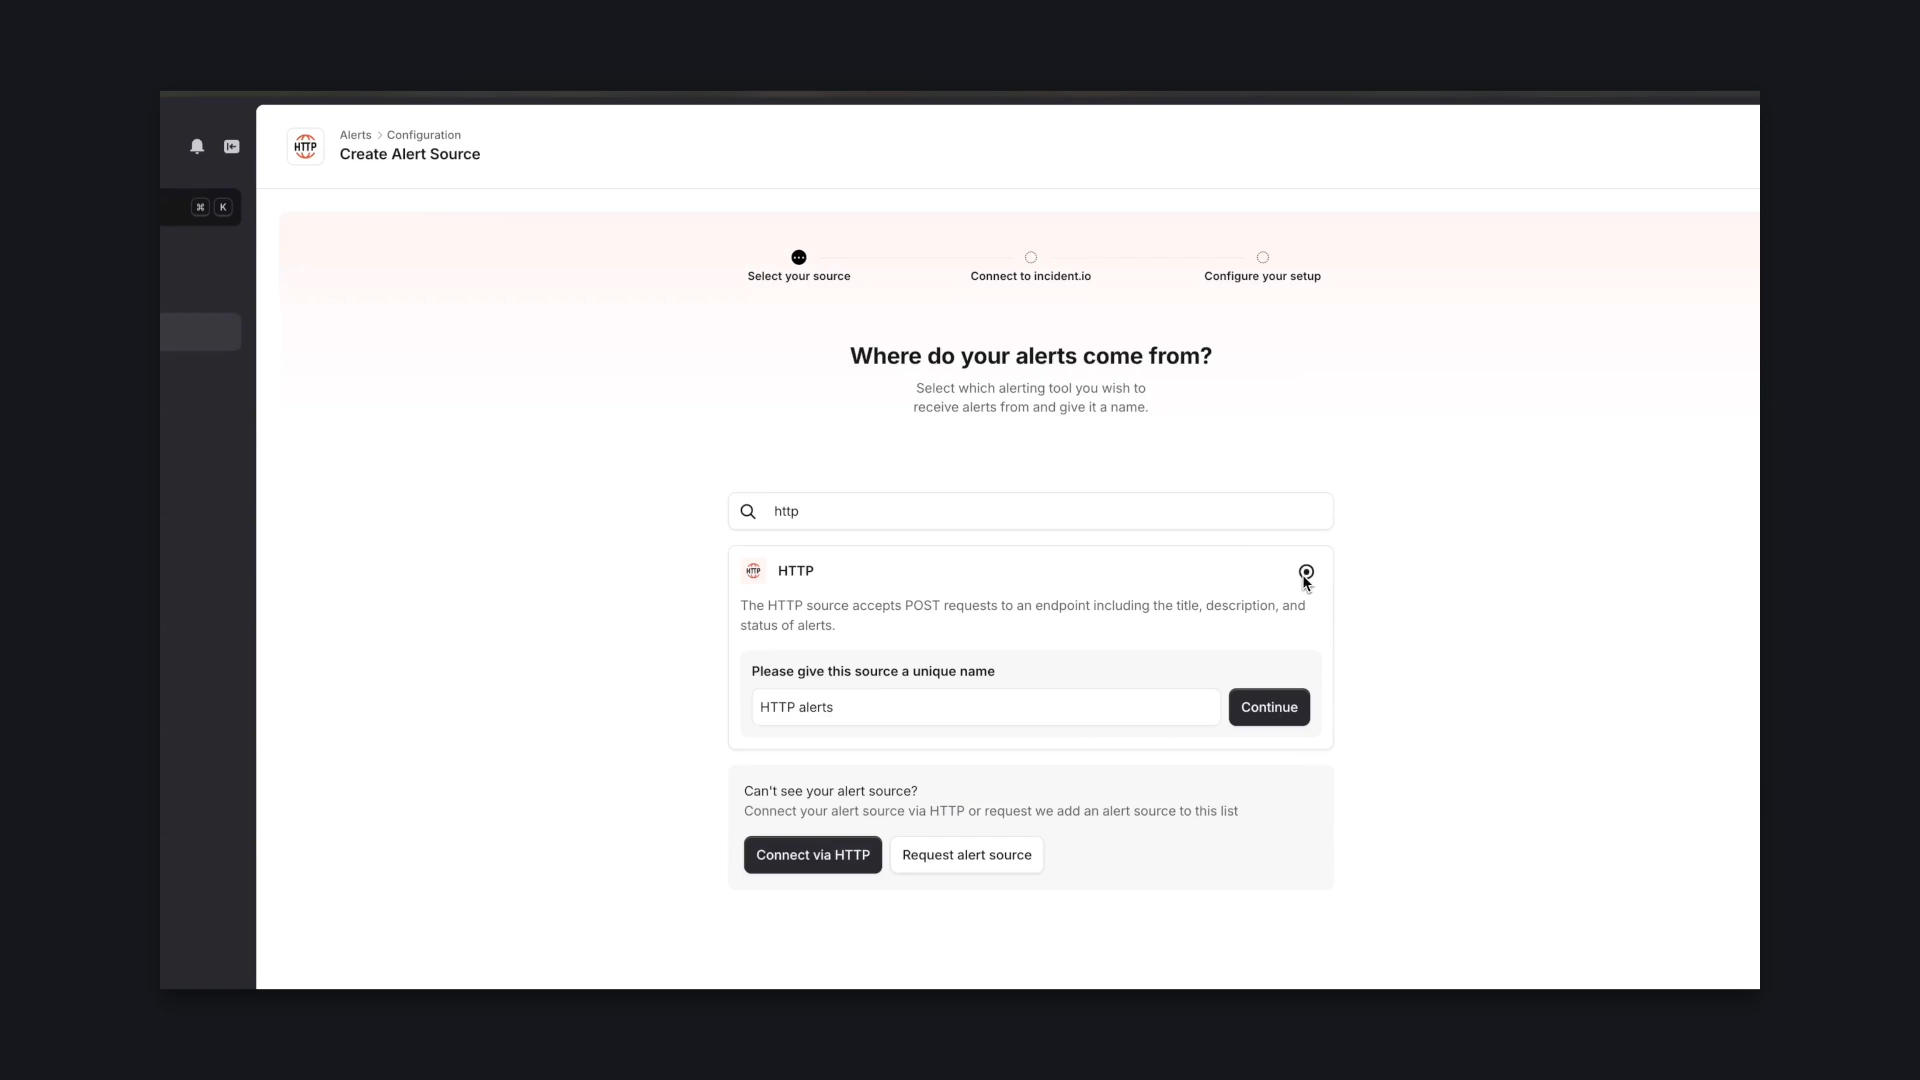 HTTP
Alerts > Configuration
Create Alert Source
⌘ K
Select your source
Connect to incident.io
Configure your setup
Where do your alerts come from?
Select which alerting tool you wish to
receive alerts from and give it a name.
http
HTTP HTTP
The HTTP source accepts POST requests to an endpoint including the title, description, and
status of alerts.
Please give this source a unique name
HTTP alerts
Continue
Can't see your alert source?
Connect your alert source via HTTP or request we add an alert source to this list
Connect via HTTP
Request alert source